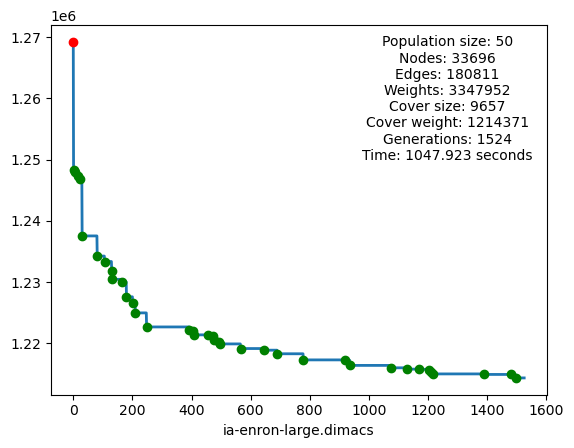 1e6
1.27
1.26
1.25
1.24
1.23
1.22
Population size: 50
Nodes: 33696
Edges: 180811
Weights: 3347952
Cover size: 9657
Cover weight: 1214371
Generations: 1524
Time: 1047.923 seconds
0 200 400 600 800 1000 1200 1400 1600
ia-enron-large.dimacs